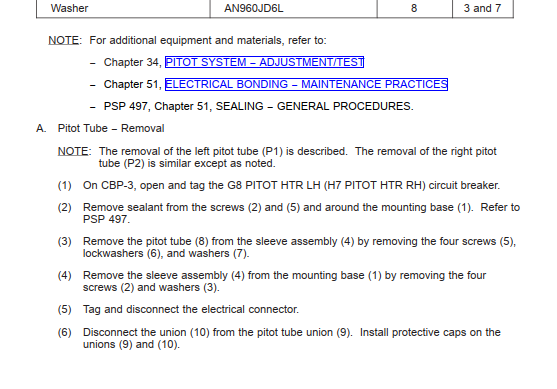 Washer AN960JD6L 8 3 and 7
NOTE: For additional equipment and materials, refer to:
– Chapter 34, PITOT SYSTEM – ADJUSTMENT/TEST
– Chapter 51, ELECTRICAL BONDING – MAINTENANCE PRACTICES
– PSP 497, Chapter 51, SEALING – GENERAL PROCEDURES.
A. Pitot Tube – Removal
NOTE: The removal of the left pitot tube (P1) is described. The removal of the right pitot
tube (P2) is similar except as noted.
(1) On CBP-3, open and tag the G8 PITOT HTR LH (H7 PITOT HTR RH) circuit breaker.
(2) Remove sealant from the screws (2) and (5) and around the mounting base (1). Refer to
PSP 497.
(3) Remove the pitot tube (8) from the sleeve assembly (4) by removing the four screws (5),
lockwashers (6), and washers (7).
(4) Remove the sleeve assembly (4) from the mounting base (1) by removing the four
screws (2) and washers (3).
(5) Tag and disconnect the electrical connector.
(6) Disconnect the union (10) from the pitot tube union (9). Install protective caps on the
unions (9) and (10).